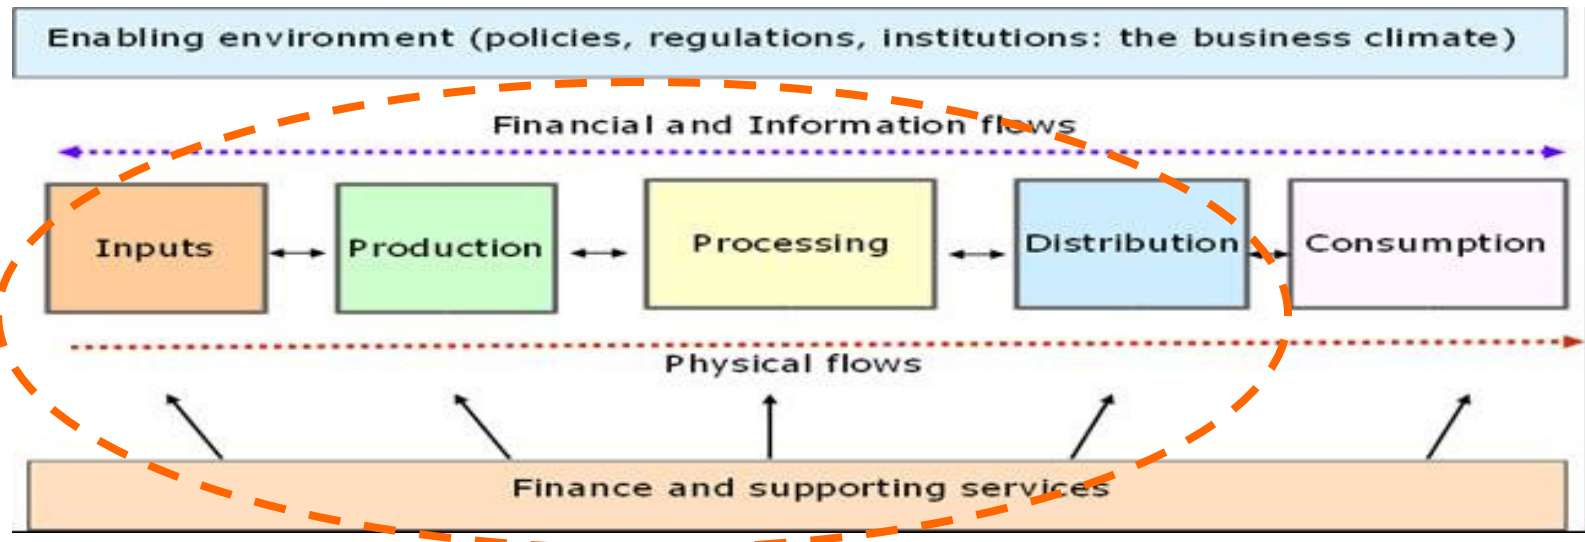 Enabling environment (policies, regulations, institutions: the business climate)
Financial and Information flows
Inputs
Production
Processing
Distribution
Consumption
Physical flows
Finance and supporting services